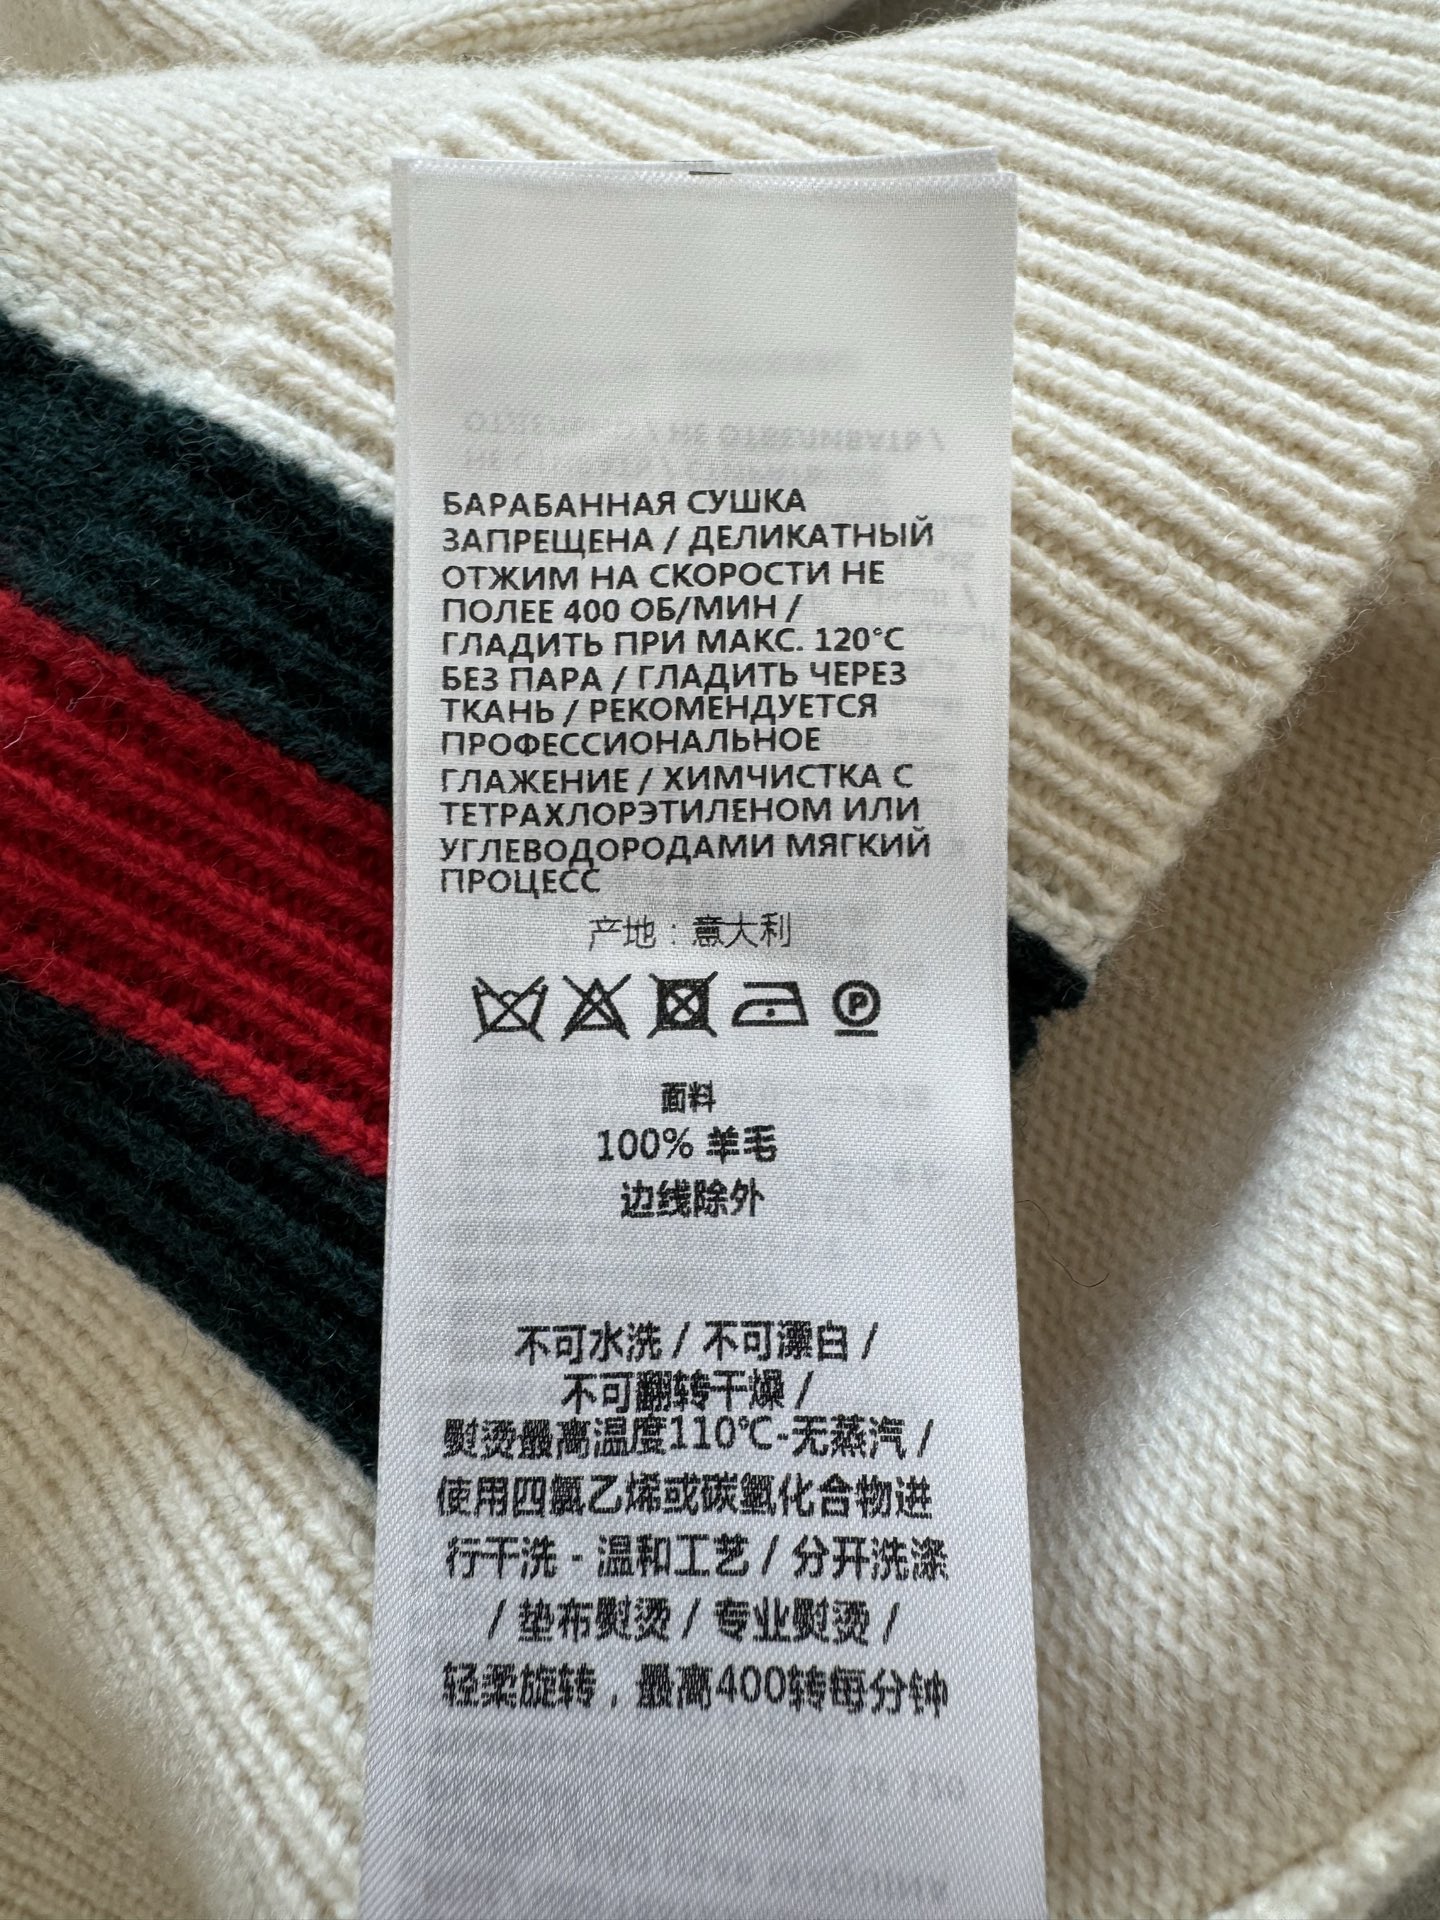 БАРАБАННАЯ СУШКА
ЗАПРЕЩЕНА / ДЕЛИКАТНЫЙ
ОТЖИМ НА СКОРОСТИ НЕ
ПОЛЕЕ 400 ОБ/МИН /
ГЛАДИТЬ ПРИ МАКС. 120°C
БЕЗ ПАРА / ГЛАДИТЬ ЧЕРЕЗ
ТКАНЬ / РЕКОМЕНДУЕТСЯ
ПРОФЕССИОНАЛЬНОЕ
ГЛАЖЕНИЕ / ХИМЧИСТКА С
ТЕТРАХЛОРЭТИЛЕНОМ ИЛИ
УГЛЕВОДОРОДАМИ МЯГКИЙ
ПРОЦЕСС
产地：意大利
P
面料
100% 羊毛
边线除外
不可水洗 / 不可漂白 /
不可翻转干燥 /
熨烫最高温度110℃-无蒸汽 /
使用四氯乙烯或碳氢化合物进
行干洗 - 温和工艺 / 分开洗涤
/ 垫布熨烫 / 专业熨烫 /
轻柔旋转，最高400转每分钟